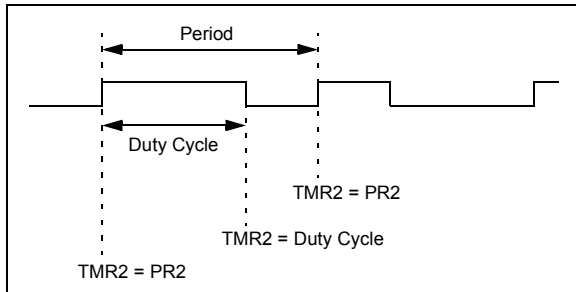 Period
Duty Cycle
TMR2 = PR2
TMR2 = Duty Cycle
TMR2 = PR2